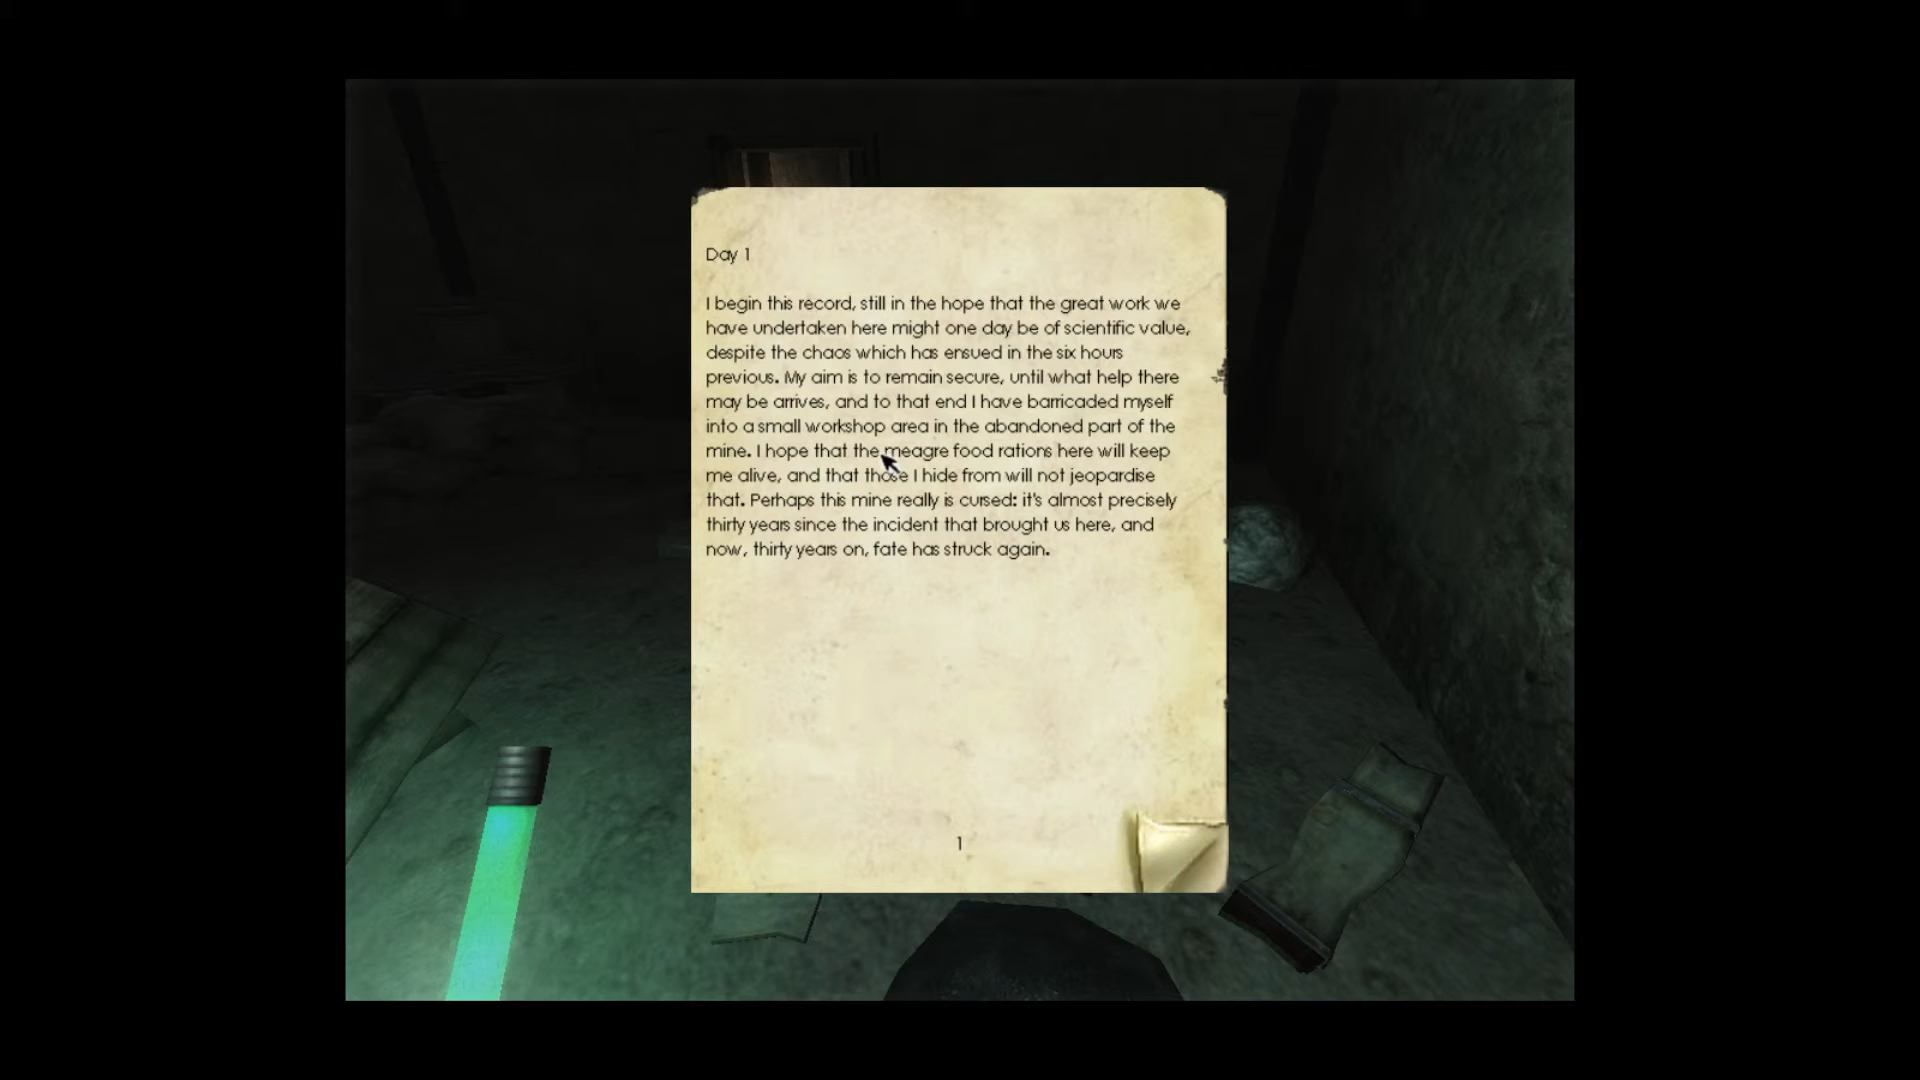 Day 1
I begin this record, still in the hope that the great work we
have undertaken here might one day be of scientific value,
despite the chaos which has ensued in the six hours
previous. My aim is to remain secure, until what help there
may be arrives, and to that end I have barricaded myself
into a small workshop area in the abandoned part of the
mine. I hope that the meagre food rations here will keep
me alive, and that those I hide from will not jeopardise
that. Perhaps this mine really is cursed: it's almost precisely
thirty years since the incident that brought us here, and
now, thirty years on, fate has struck again.
1